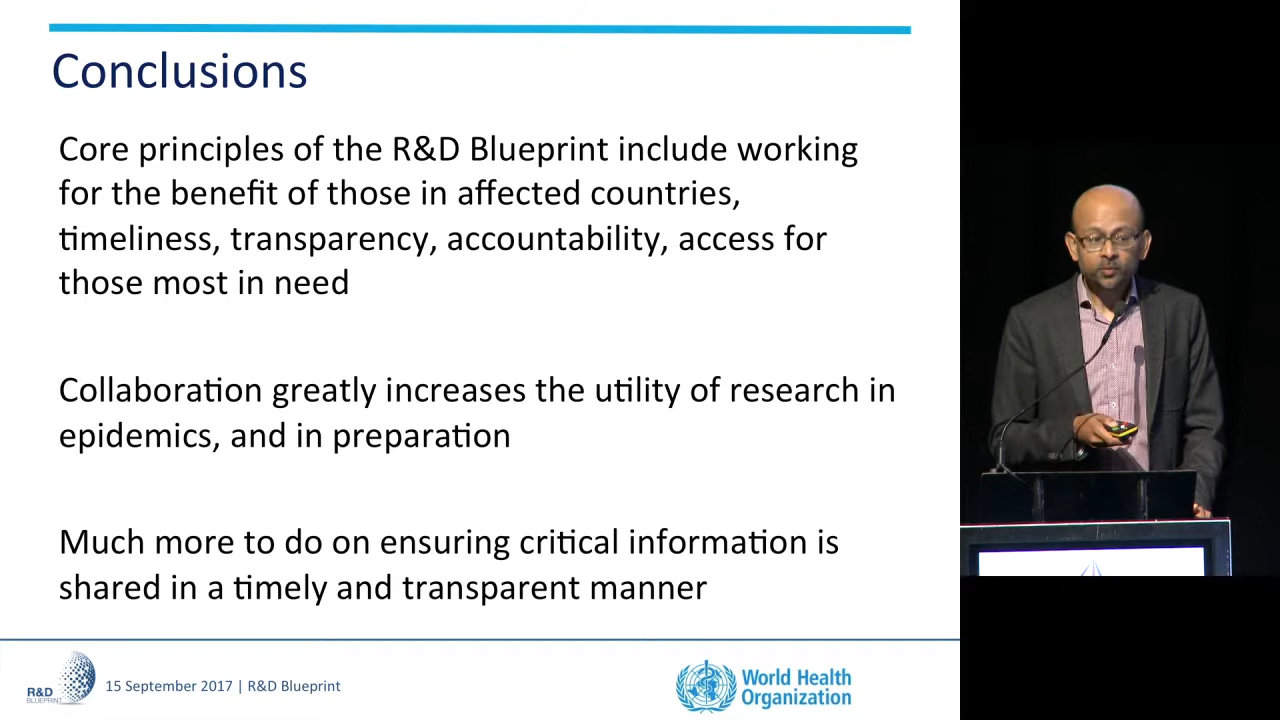 Conclusions
Core principles of the R&D Blueprint include working
for the benefit of those in affected countries,
timeliness, transparency, accountability, access for
those most in need
Collaboration greatly increases the utility of research in
epidemics, and in preparation
Much more to do on ensuring critical information is
shared in a timely and transparent manner
R&D
BLUEPRINT
15 September 2017 | R&D Blueprint
World Health
Organization